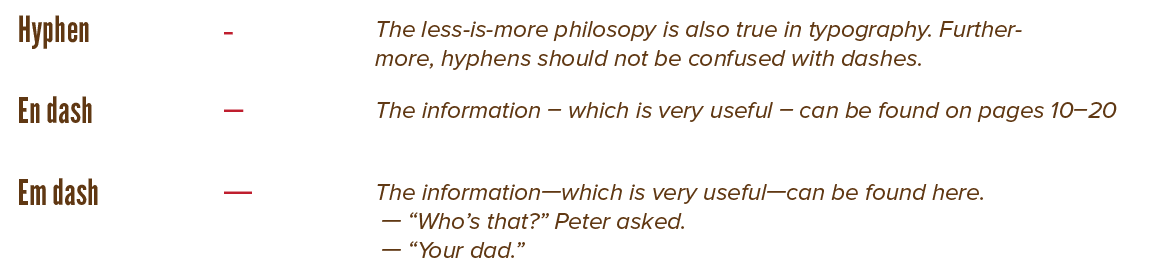 Hyphen - The less-is-more philosopy is also true in typography. Further-
more, hyphens should not be confused with dashes.
En dash – The information – which is very useful – can be found on pages 10–20
Em dash — The information—which is very useful—can be found here.
— “Who’s that?” Peter asked.
— “Your dad.”